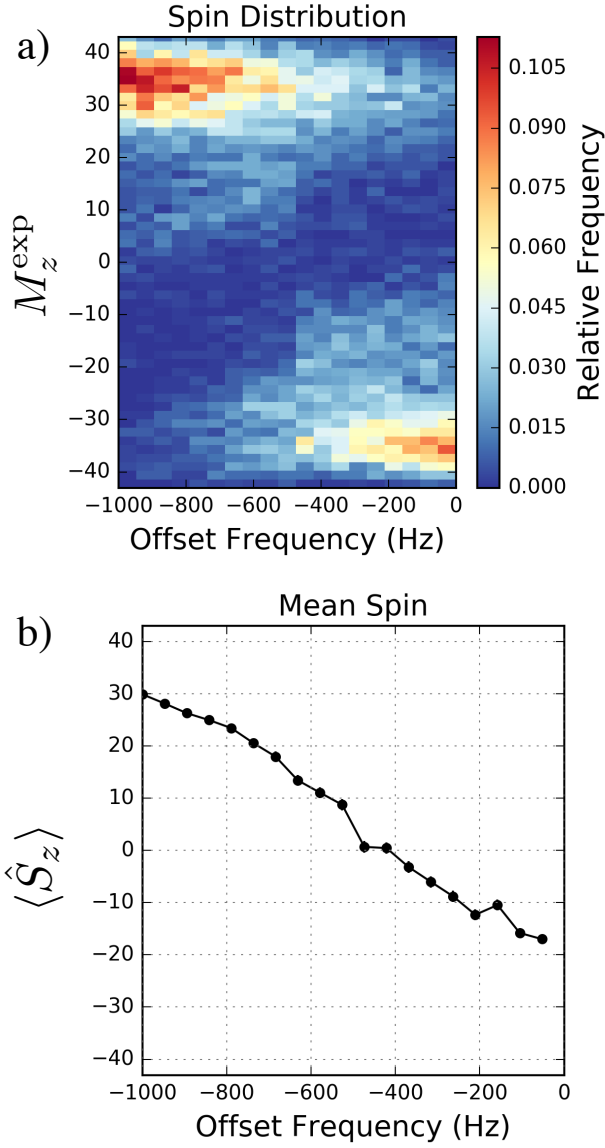 a)
Spin Distribution
40
30
20
10
0
−10
−20
−30
−40
M_z^exp
−1000 −800 −600 −400 −200 0
Offset Frequency (Hz)
0.105
0.090
0.075
0.060
0.045
0.030
0.015
0.000
Relative Frequency
b)
Mean Spin
40
30
20
10
0
−10
−20
−30
−40
⟨Ŝ_z⟩
−1000 −800 −600 −400 −200 0
Offset Frequency (Hz)